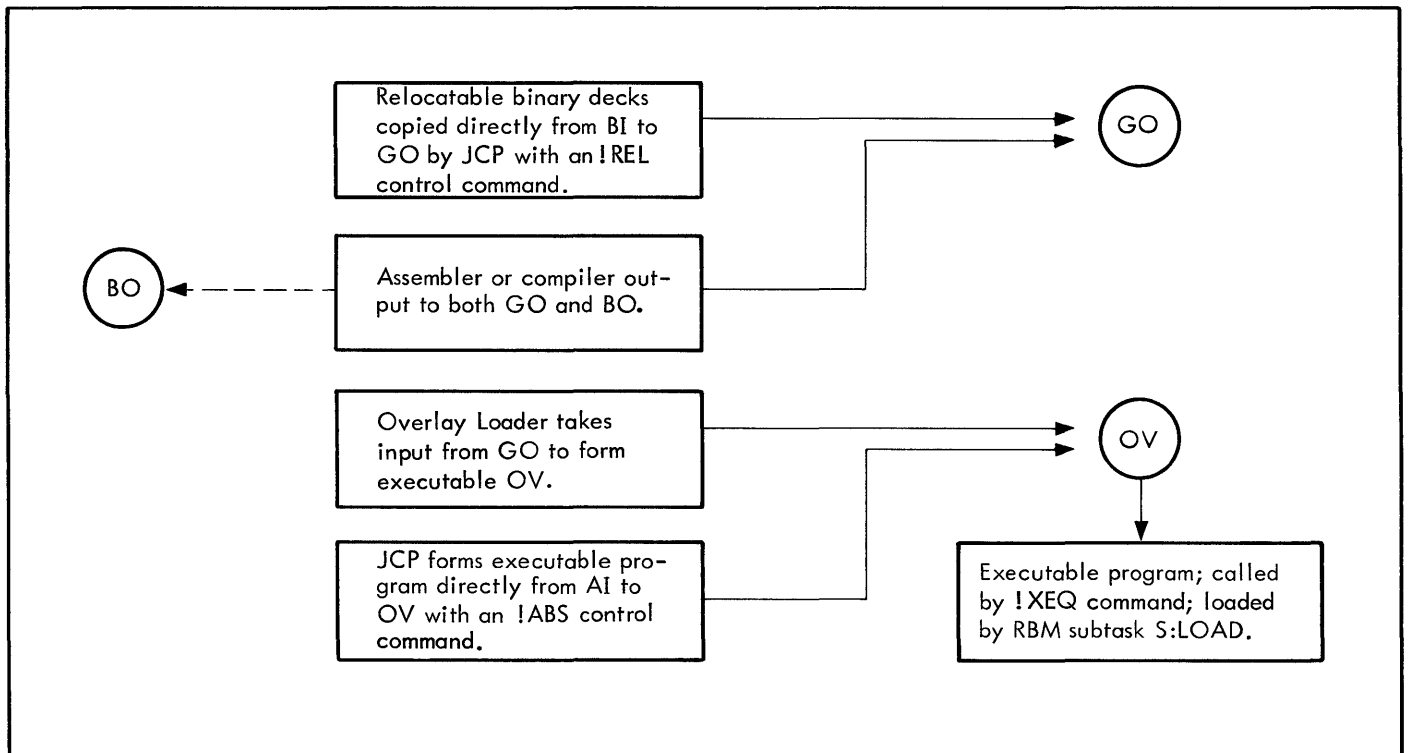 Relocatable binary decks
copied directly from BI to
GO by JCP with an !REL
control command.
GO
BO
Assembler or compiler out-
put to both GO and BO.
Overlay Loader takes
input from GO to form
executable OV.
OV
JCP forms executable pro-
gram directly from AI to
OV with an !ABS control
command.
Executable program; called
by !XEQ command; loaded
by RBM subtask S:LOAD.